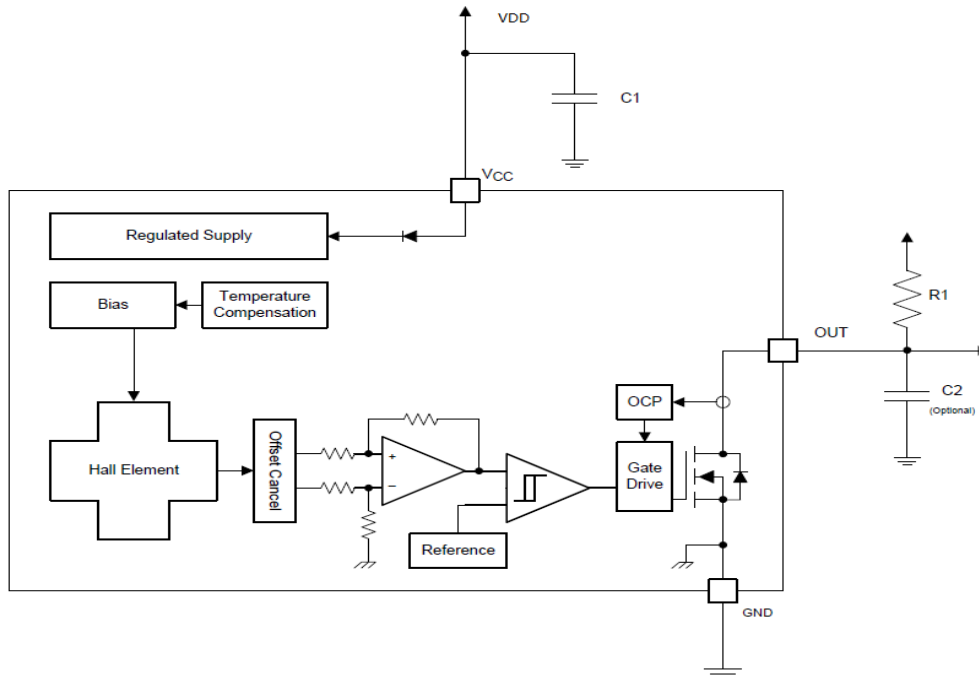 VDD
C1
VCC
Regulated Supply
Bias
Temperature
Compensation
R1
OUT
C2
(Optional)
OCP
Hall Element
Offset Cancel
+
−
Gate
Drive
Reference
GND